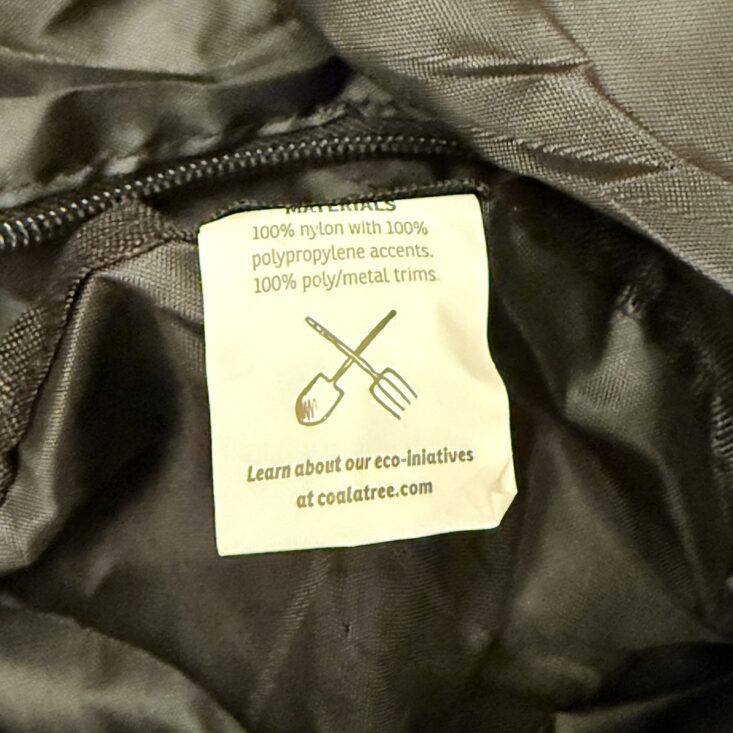 MATERIALS
100% nylon with 100%
polypropylene accents.
100% poly/metal trims.
Learn about our eco-iniatives
at coalatree.com